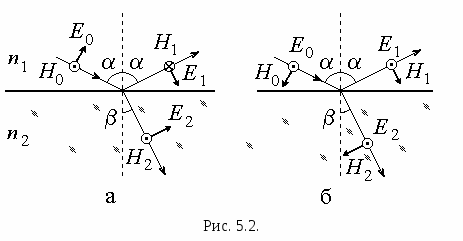 E₀ α α H₁
n₁ H₀ E₁
n₂ β E₂
H₂
а
E₀ α α E₁
H₀ H₁
β E₂
H₂
б
Рис. 5.2.